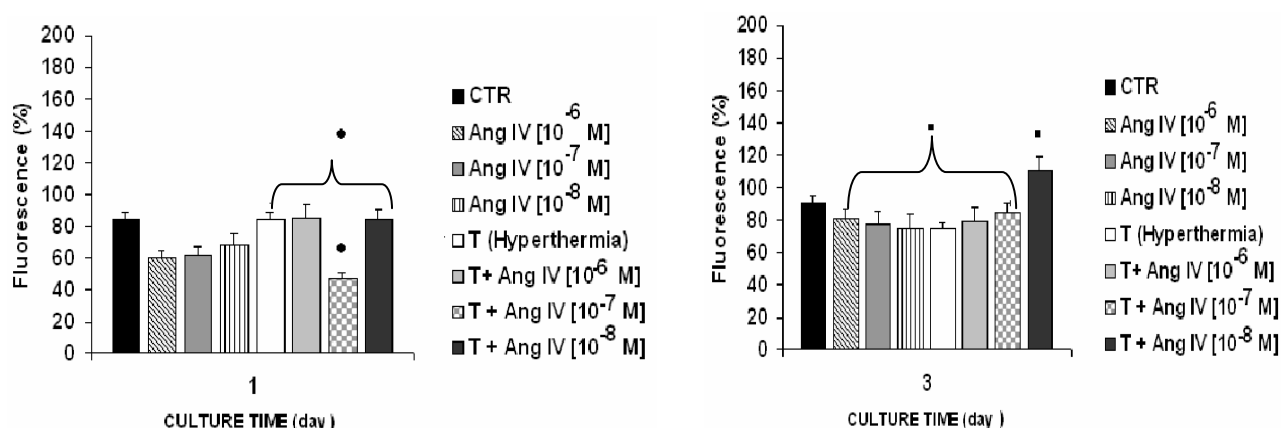 200
180
160
140
120
100
80
60
40
20
0
Fluorescence (%)
1
CULTURE TIME (day )
CTR
Ang IV [10-6 M]
Ang IV [10-7 M]
Ang IV [10-8 M]
T (Hyperthermia)
T+ Ang IV [10-6 M]
T + Ang IV [10-7 M]
T + Ang IV [10-8 M]
200
180
160
140
120
100
80
60
40
20
0
Fluorescence (%)
3
CULTURE TIME (day )
CTR
Ang IV [10-6 M]
Ang IV [10-7 M]
Ang IV [10-8 M]
T (Hyperthermia)
T+ Ang IV [10-6 M]
T + Ang IV [10-7 M]
T + Ang IV [10-8 M]